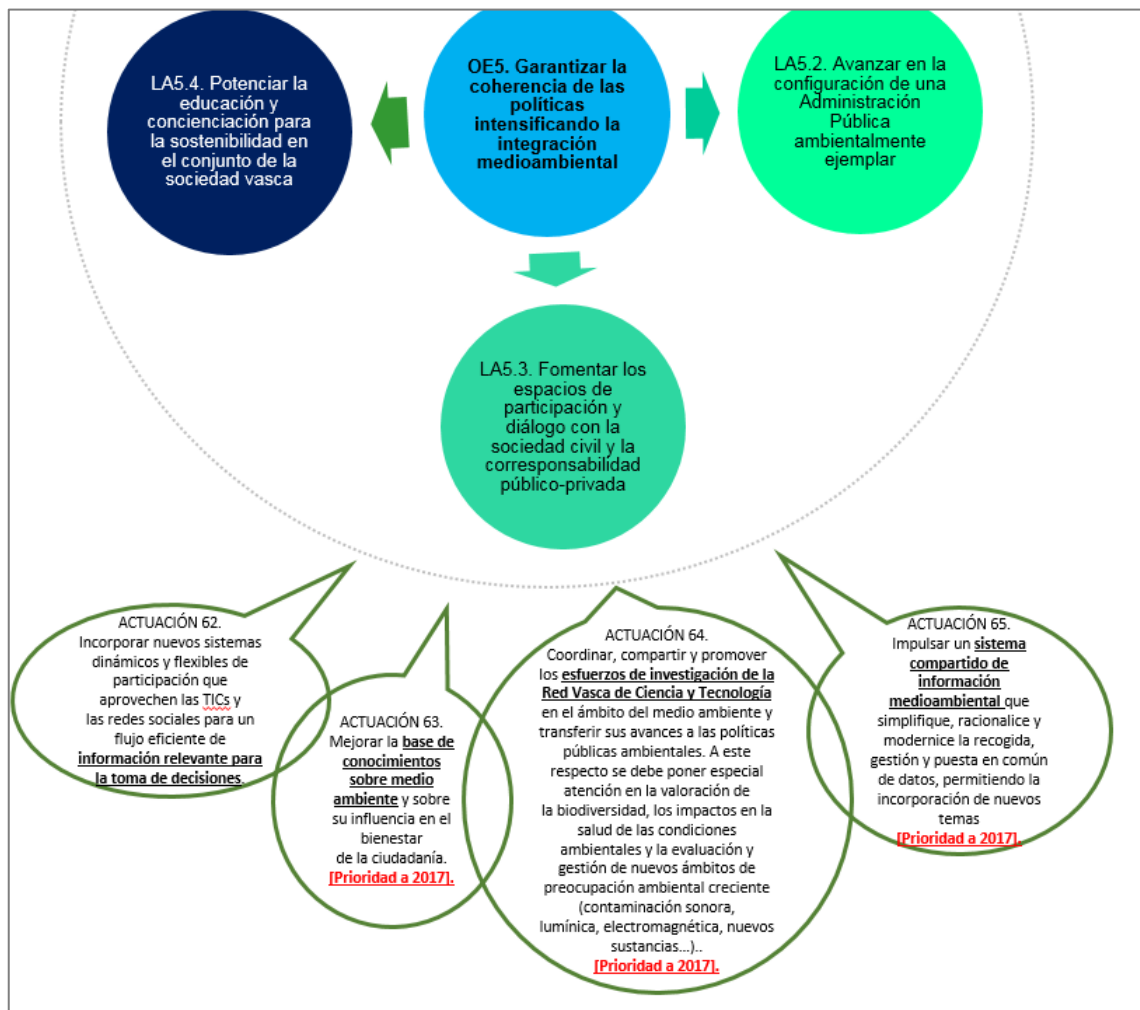 LA5.4. Potenciar la
educación y
concienciación para
la sostenibilidad en
el conjunto de la
sociedad vasca
OE5. Garantizar la
coherencia de las
políticas
intensificando la
integración
medioambiental
LA5.2. Avanzar en la
configuración de una
Administración
Pública
ambientalmente
ejemplar
LA5.3. Fomentar los
espacios de
participación y
diálogo con la
sociedad civil y la
corresponsabilidad
público-privada
ACTUACIÓN 62.
Incorporar nuevos sistemas
dinámicos y flexibles de
participación que
aprovechen las TICs y
las redes sociales para un
flujo eficiente de
información relevante para
la toma de decisiones.
ACTUACIÓN 63.
Mejorar la base de
conocimientos
sobre medio
ambiente y sobre
su influencia en el
bienestar
de la ciudadanía.
[Prioridad a 2017].
ACTUACIÓN 64.
Coordinar, compartir y promover
los esfuerzos de investigación de la
Red Vasca de Ciencia y Tecnología
en el ámbito del medio ambiente y
transferir sus avances a las políticas
públicas ambientales. A este
respecto se debe poner especial
atención en la valoración de
la biodiversidad, los impactos en la
salud de las condiciones
ambientales y la evaluación y
gestión de nuevos ámbitos de
preocupación ambiental creciente
(contaminación sonora,
lumínica, electromagnética, nuevos
sustancias...)..
[Prioridad a 2017].
ACTUACIÓN 65.
Impulsar un sistema
compartido de
información
medioambiental que
simplifique, racionalice y
modernice la recogida,
gestión y puesta en común
de datos, permitiendo la
incorporación de nuevos
temas
[Prioridad a 2017].